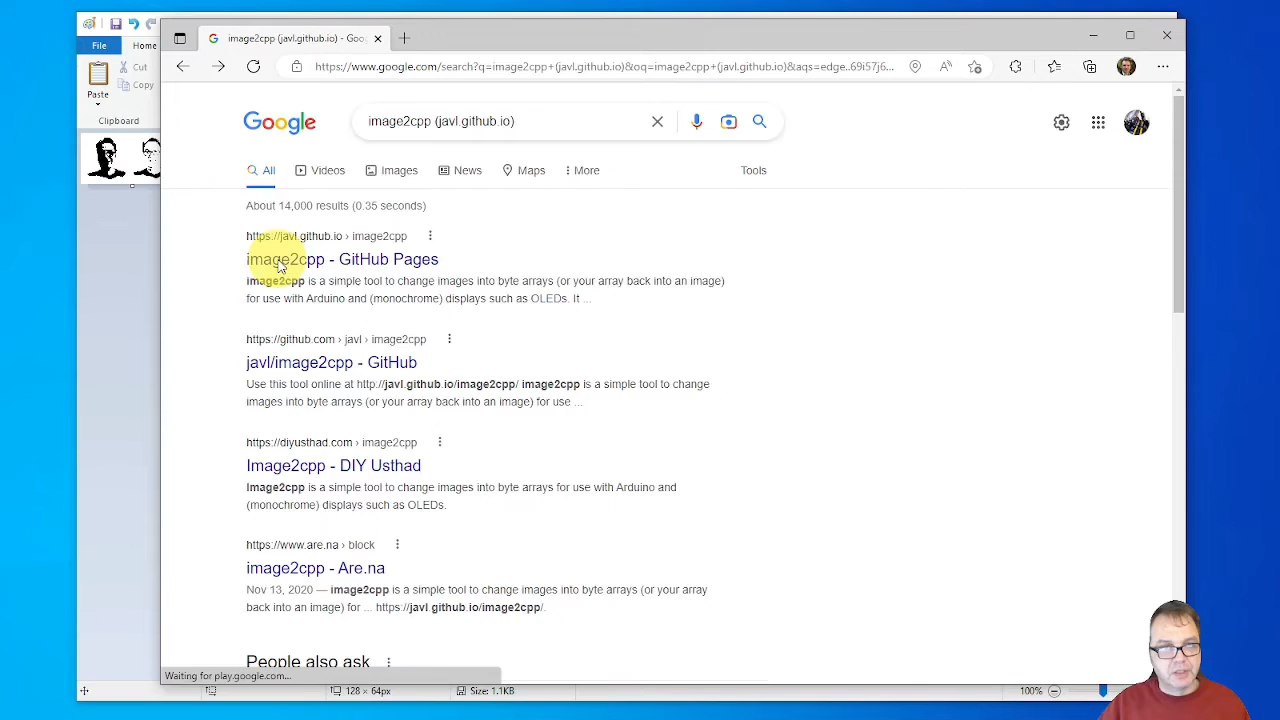 image2cpp (javl.github.io) - Goo
File
Home
https://www.google.com/search?q=image2cpp+(javl.github.io)&oq=image2cpp+(javl.github.io)&aqs=edge..69i57j6...
Cut
Copy
Paste
Clipboard
Google
image2cpp (javl.github.io)
All
Videos
Images
News
Maps
More
Tools
About 14,000 results (0.35 seconds)
https://javl.github.io › image2cpp
image2cpp - GitHub Pages
image2cpp is a simple tool to change images into byte arrays (or your array back into an image)
for use with Arduino and (monochrome) displays such as OLEDs. It ...
https://github.com › javl › image2cpp
javl/image2cpp - GitHub
Use this tool online at http://javl.github.io/image2cpp/ image2cpp is a simple tool to change
images into byte arrays (or your array back into an image) for use ...
https://diyusthad.com › image2cpp
Image2cpp - DIY Usthad
Image2cpp is a simple tool to change images into byte arrays for use with Arduino and
(monochrome) displays such as OLEDs.
https://www.are.na › block
image2cpp - Are.na
Nov 13, 2020 — image2cpp is a simple tool to change images into byte arrays (or your array
back into an image) for ... https://javl.github.io/image2cpp/.
People also ask
Waiting for play.google.com...
128 × 64px
Size: 1.1KB
100%